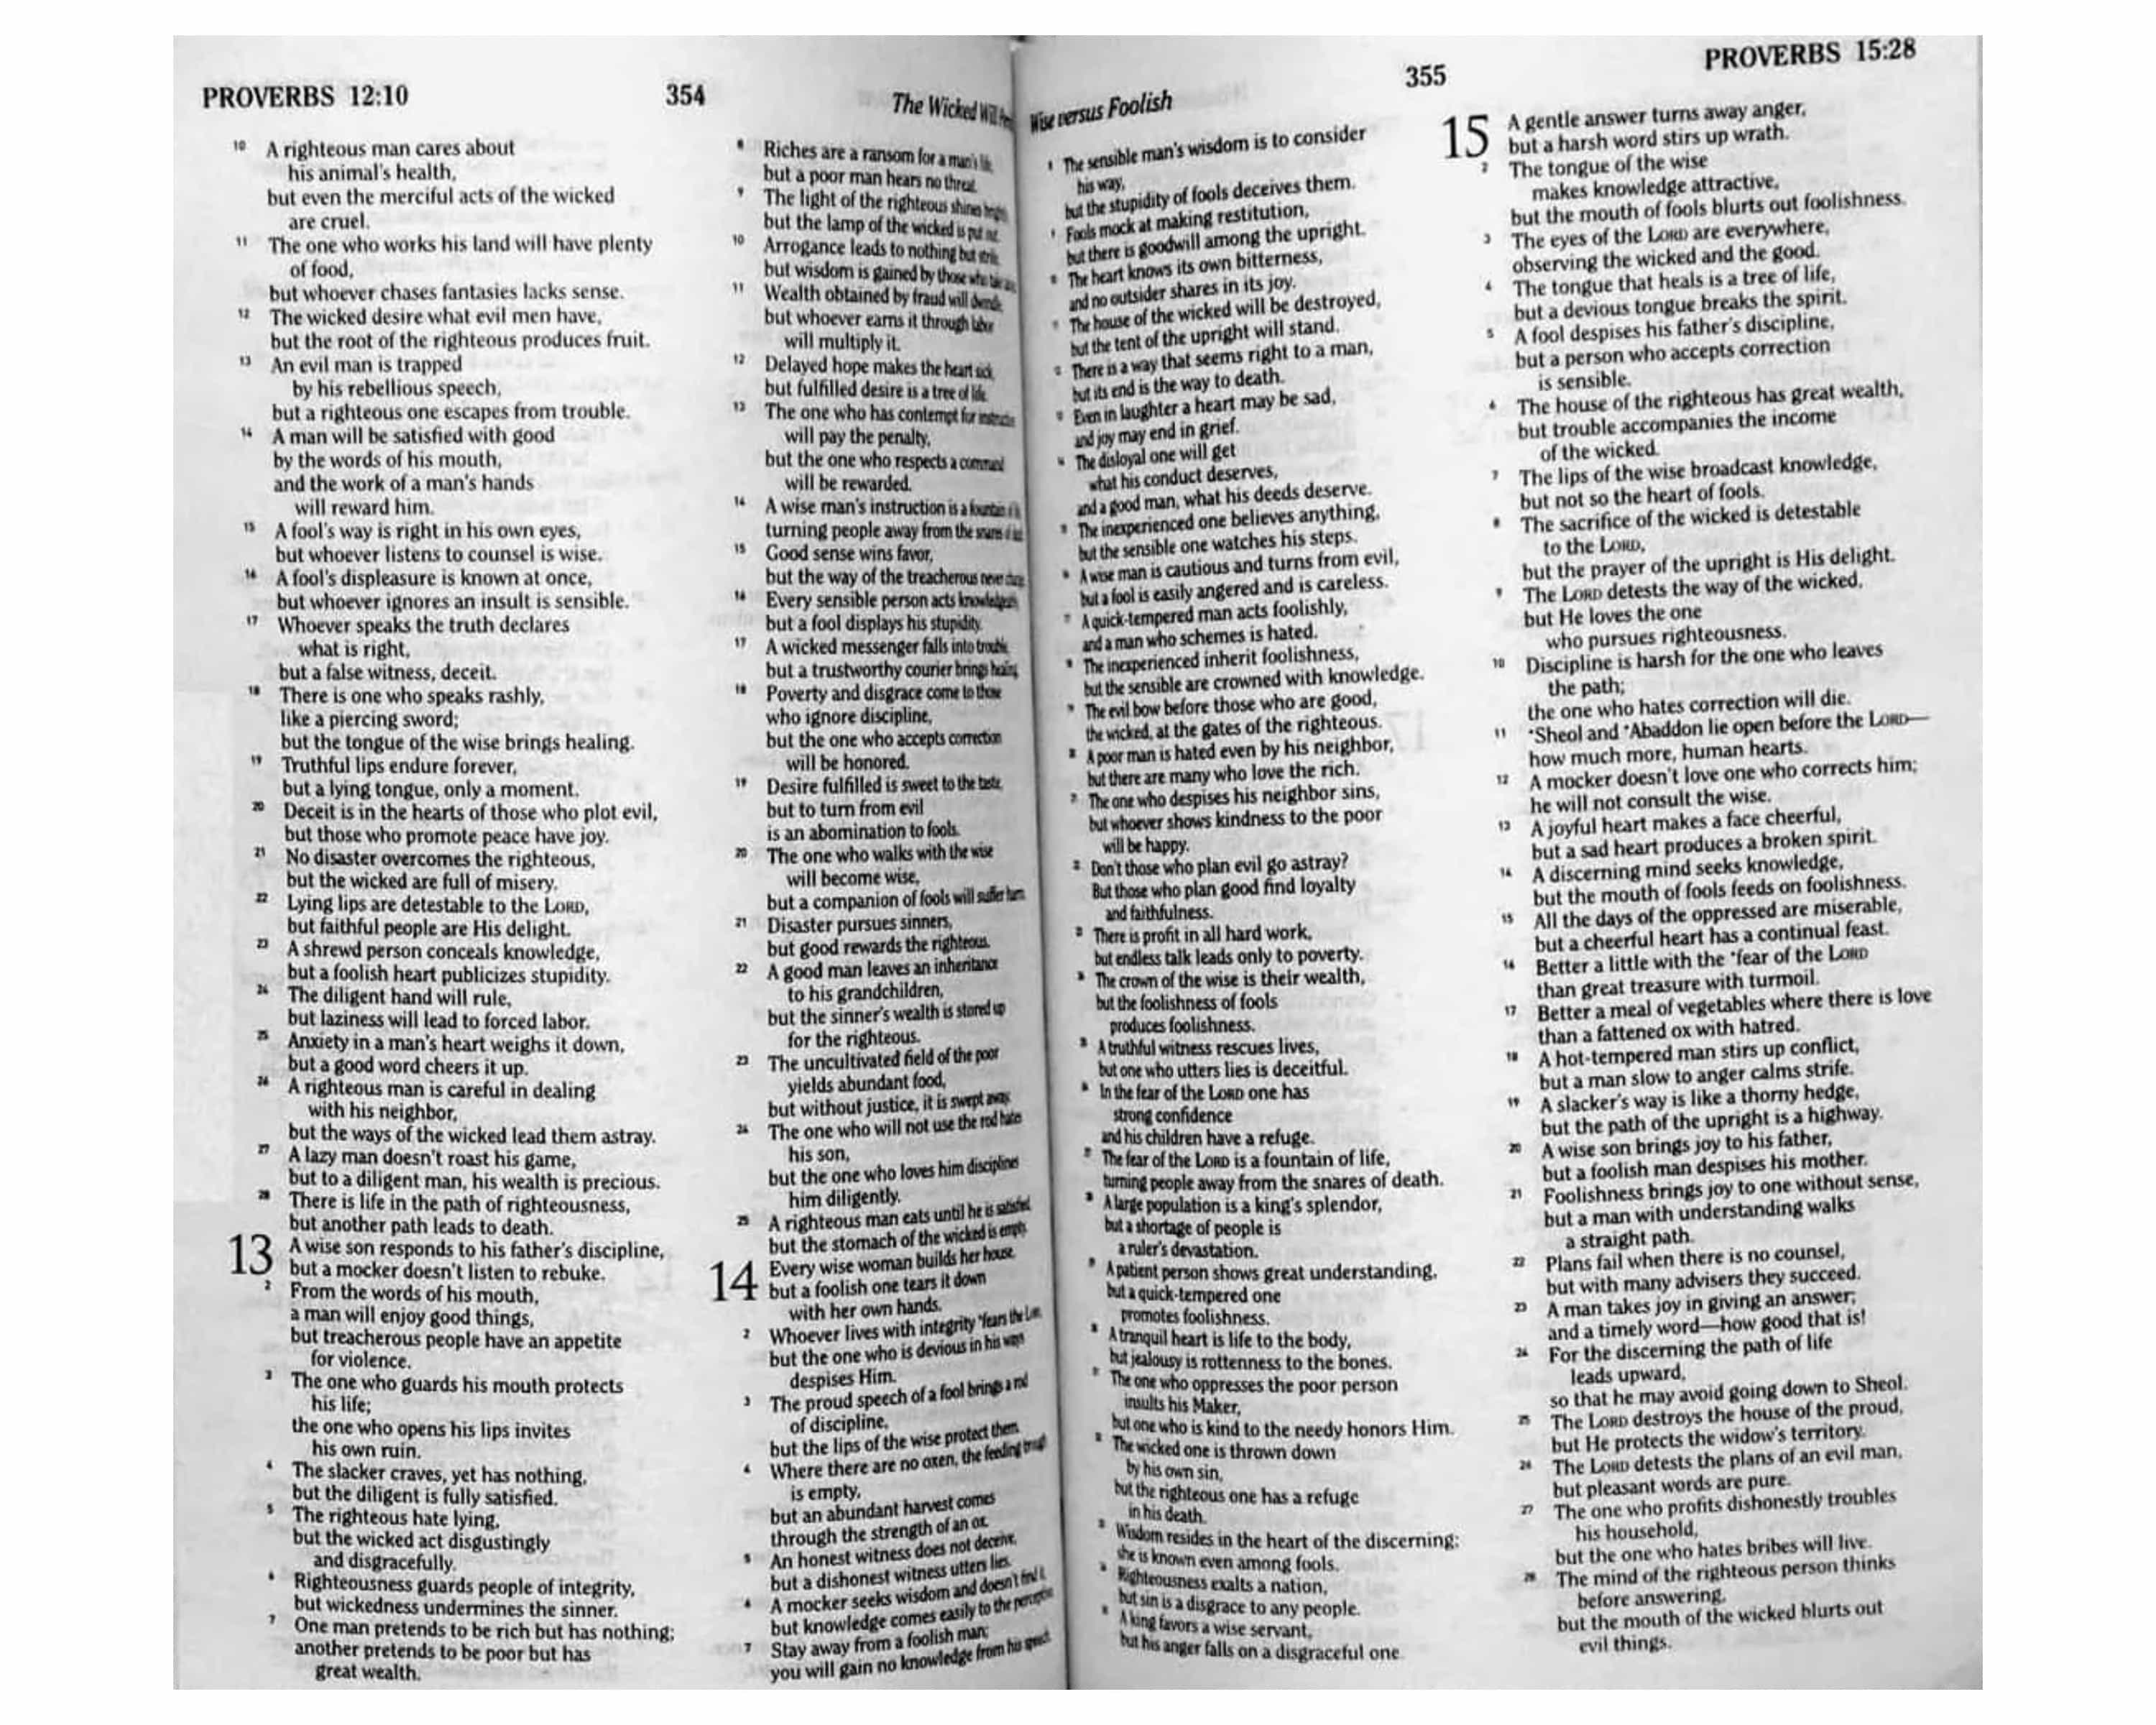 PROVERBS 12:10
354
The Wicked Will
10 A righteous man cares about
his animal's health,
but even the merciful acts of the wicked
are cruel.
11 The one who works his land will have plenty
of food,
but whoever chases fantasies lacks sense.
12 The wicked desire what evil men have,
but the root of the righteous produces fruit.
13 An evil man is trapped
by his rebellious speech,
but a righteous one escapes from trouble.
14 A man will be satisfied with good
by the words of his mouth,
and the work of a man's hands
will reward him.
15 A fool's way is right in his own eyes,
but whoever listens to counsel is wise.
16 A fool's displeasure is known at once,
but whoever ignores an insult is sensible.
17 Whoever speaks the truth declares
what is right,
but a false witness, deceit.
18 There is one who speaks rashly,
like a piercing sword;
but the tongue of the wise brings healing.
19 Truthful lips endure forever,
but a lying tongue, only a moment.
20 Deceit is in the hearts of those who plot evil,
but those who promote peace have joy.
21 No disaster overcomes the righteous,
but the wicked are full of misery.
22 Lying lips are detestable to the LORD,
but faithful people are His delight.
23 A shrewd person conceals knowledge,
but a foolish heart publicizes stupidity.
24 The diligent hand will rule,
but laziness will lead to forced labor.
25 Anxiety in a man's heart weighs it down,
but a good word cheers it up.
26 A righteous man is careful in dealing
with his neighbor,
but the ways of the wicked lead them astray.
27 A lazy man doesn't roast his game,
but to a diligent man, his wealth is precious.
28 There is life in the path of righteousness,
but another path leads to death.
13 A wise son responds to his father's discipline,
but a mocker doesn't listen to rebuke.
2 From the words of his mouth,
a man will enjoy good things,
but treacherous people have an appetite
for violence.
3 The one who guards his mouth protects
his life;
the one who opens his lips invites
his own ruin.
4 The slacker craves, yet has nothing,
but the diligent is fully satisfied.
5 The righteous hate lying,
but the wicked act disgustingly
and disgracefully.
6 Righteousness guards people of integrity,
but wickedness undermines the sinner.
7 One man pretends to be rich but has nothing;
another pretends to be poor but has
great wealth.
8 Riches are a ransom for a man's life,
but a poor man hears no threat.
9 The light of the righteous shines
but the lamp of the wicked is put out.
10 Arrogance leads to nothing but strife,
but wisdom is gained by those who
11 Wealth obtained by fraud will dwindle,
but whoever earns it through labor
will multiply it.
12 Delayed hope makes the heart sick,
but fulfilled desire is a tree of life.
13 The one who has contempt for instruction
will pay the penalty,
but the one who respects a command
will be rewarded.
14 A wise man's instruction is a fountain
turning people away from the snares
15 Good sense wins favor,
but the way of the treacherous never
16 Every sensible person acts knowledgeably,
but a fool displays his stupidity.
17 A wicked messenger falls into trouble,
but a trustworthy courier brings healing.
18 Poverty and disgrace come to those
who ignore discipline,
but the one who accepts correction
will be honored.
19 Desire fulfilled is sweet to the taste,
but to turn from evil
is an abomination to fools.
20 The one who walks with the wise
will become wise,
but a companion of fools will suffer harm.
21 Disaster pursues sinners,
but good rewards the righteous.
22 A good man leaves an inheritance
to his grandchildren,
but the sinner's wealth is stored up
for the righteous.
23 The uncultivated field of the poor
yields abundant food,
but without justice, it is swept away.
24 The one who will not use the rod hates
his son,
but the one who loves him disciplines
him diligently.
25 A righteous man eats until he is satisfied,
but the stomach of the wicked is empty.
14 Every wise woman builds her house,
but a foolish one tears it down
with her own hands.
2 Whoever lives with integrity •fears the
but the one who is devious in his ways
despises Him.
3 The proud speech of a fool brings a rod
of discipline,
but the lips of the wise protect them.
4 Where there are no oxen, the feeding trough
is empty,
but an abundant harvest comes
through the strength of an ox.
5 An honest witness does not deceive,
but a dishonest witness utters lies.
6 A mocker seeks wisdom and doesn't find it,
but knowledge comes easily to the perceptive.
7 Stay away from a foolish man;
you will gain no knowledge from his speech.
Wise versus Foolish
355
PROVERBS 15:28
8 The sensible man's wisdom is to consider
his way,
but the stupidity of fools deceives them.
9 Fools mock at making restitution,
but there is goodwill among the upright.
10 The heart knows its own bitterness,
and no outsider shares in its joy.
11 The house of the wicked will be destroyed,
but the tent of the upright will stand.
12 There is a way that seems right to a man,
but its end is the way to death.
13 Even in laughter a heart may be sad,
and joy may end in grief.
14 The disloyal one will get
what his conduct deserves,
and a good man, what his deeds deserve.
15 The inexperienced one believes anything,
but the sensible one watches his steps.
16 A wise man is cautious and turns from evil,
but a fool is easily angered and is careless.
17 A quick-tempered man acts foolishly,
and a man who schemes is hated.
18 The inexperienced inherit foolishness,
but the sensible are crowned with knowledge.
19 The evil bow before those who are good,
the wicked, at the gates of the righteous.
20 A poor man is hated even by his neighbor,
but there are many who love the rich.
21 The one who despises his neighbor sins,
but whoever shows kindness to the poor
will be happy.
22 Don't those who plan evil go astray?
But those who plan good find loyalty
and faithfulness.
23 There is profit in all hard work,
but endless talk leads only to poverty.
24 The crown of the wise is their wealth,
but the foolishness of fools
produces foolishness.
25 A truthful witness rescues lives,
but one who utters lies is deceitful.
26 In the fear of the LORD one has
strong confidence
and his children have a refuge.
27 The fear of the LORD is a fountain of life,
turning people away from the snares of death.
28 A large population is a king's splendor,
but a shortage of people is
a ruler's devastation.
29 A patient person shows great understanding,
but a quick-tempered one
promotes foolishness.
30 A tranquil heart is life to the body,
but jealousy is rottenness to the bones.
31 The one who oppresses the poor person
insults his Maker,
but one who is kind to the needy honors Him.
32 The wicked one is thrown down
by his own sin,
but the righteous one has a refuge
in his death.
33 Wisdom resides in the heart of the discerning;
she is known even among fools.
34 Righteousness exalts a nation,
but sin is a disgrace to any people.
35 A king favors a wise servant,
but his anger falls on a disgraceful one.
15 A gentle answer turns away anger,
but a harsh word stirs up wrath.
2 The tongue of the wise
makes knowledge attractive,
but the mouth of fools blurts out foolishness.
3 The eyes of the LORD are everywhere,
observing the wicked and the good.
4 The tongue that heals is a tree of life,
but a devious tongue breaks the spirit.
5 A fool despises his father's discipline,
but a person who accepts correction
is sensible.
6 The house of the righteous has great wealth,
but trouble accompanies the income
of the wicked.
7 The lips of the wise broadcast knowledge,
but not so the heart of fools.
8 The sacrifice of the wicked is detestable
to the LORD,
but the prayer of the upright is His delight.
9 The LORD detests the way of the wicked,
but He loves the one
who pursues righteousness.
10 Discipline is harsh for the one who leaves
the path;
the one who hates correction will die.
11 •Sheol and •Abaddon lie open before the LORD—
how much more, human hearts.
12 A mocker doesn't love one who corrects him;
he will not consult the wise.
13 A joyful heart makes a face cheerful,
but a sad heart produces a broken spirit.
14 A discerning mind seeks knowledge,
but the mouth of fools feeds on foolishness.
15 All the days of the oppressed are miserable,
but a cheerful heart has a continual feast.
16 Better a little with the •fear of the LORD
than great treasure with turmoil.
17 Better a meal of vegetables where there is love
than a fattened ox with hatred.
18 A hot-tempered man stirs up conflict,
but a man slow to anger calms strife.
19 A slacker's way is like a thorny hedge,
but the path of the upright is a highway.
20 A wise son brings joy to his father,
but a foolish man despises his mother.
21 Foolishness brings joy to one without sense,
but a man with understanding walks
a straight path.
22 Plans fail when there is no counsel,
but with many advisers they succeed.
23 A man takes joy in giving an answer;
and a timely word—how good that is!
24 For the discerning the path of life
leads upward,
so that he may avoid going down to Sheol.
25 The LORD destroys the house of the proud,
but He protects the widow's territory.
26 The LORD detests the plans of an evil man,
but pleasant words are pure.
27 The one who profits dishonestly troubles
his household,
but the one who hates bribes will live.
28 The mind of the righteous person thinks
before answering,
but the mouth of the wicked blurts out
evil things.